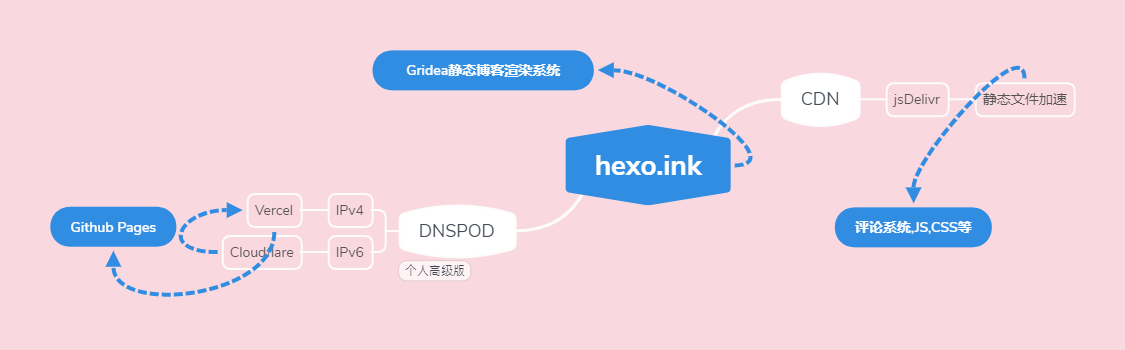 Gridea静态博客渲染系统
CDN
jsDelivr
静态文件加速
hexo.ink
Vercel
IPv4
Github Pages
DNSPOD
评论系统,JS,CSS等
Cloudflare
IPv6
个人高级版